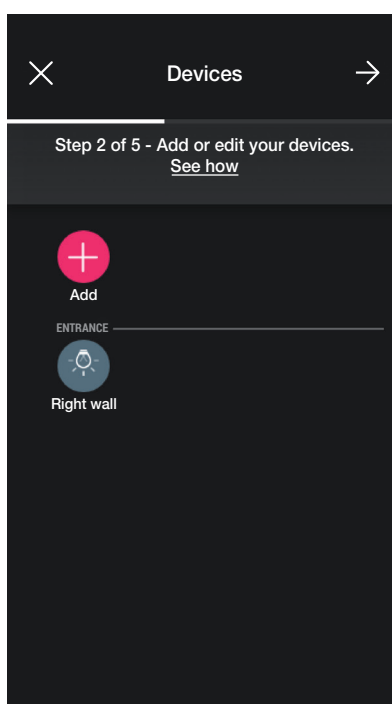 Devices
Step 2 of 5 - Add or edit your devices.
See how
Add
ENTRANCE
Right wall